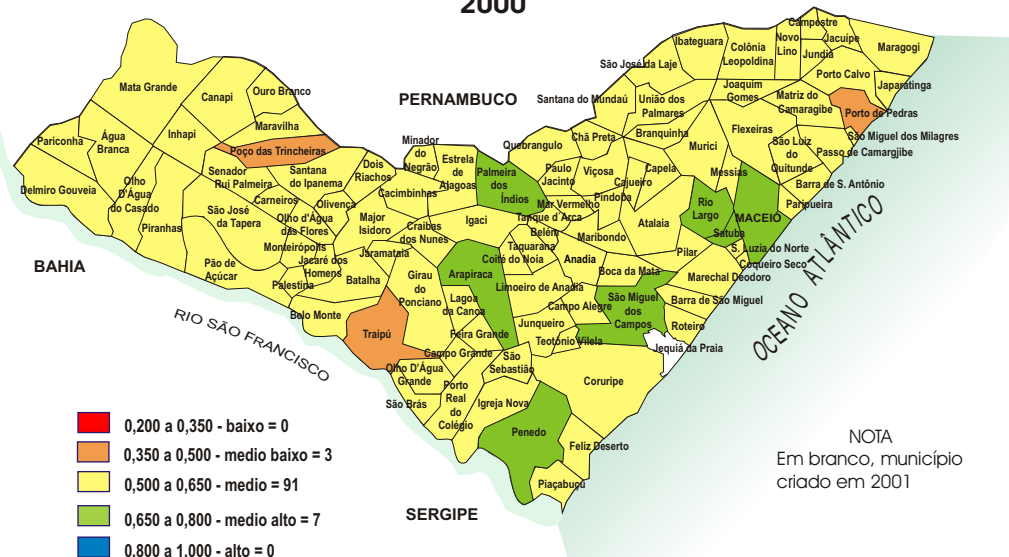 2000
Campestre
Ibateguara
Colônia
Leopoldina
Novo
Lino
Jacuípe
Jundiá
Maragogi
São José da Laje
Porto Calvo
Mata Grande
Canapi
Ouro Branco
PERNAMBUCO
Santana do Mundaú
União dos
Palmares
Joaquim
Gomes
Matriz do
Camaragibe
Japaratinga
Porto de Pedras
Pariconha
Água
Branca
Inhapi
Maravilha
Poço das Trincheiras
Minador
do
Negrão
Quebrangulo
Chã Preta
Branquinha
Murici
Flexeiras
São Luiz
do
Quitunde
São Miguel dos Milagres
Passo de Camargjibe
Delmiro Gouveia
Olho
D'Água
do Casado
Senador
Rui Palmeira
Santana
do Ipanema
Dois
Riachos
Estrela
de
Alagoas
Palmeira
dos
Índios
Paulo
Jacinto
Viçosa
Cajueiro
Capela
Messias
Barra de S. Antônio
Paripueira
Piranhas
São José
da Tapera
Carneiros
Olivença
Cacimbinhas
Mar Vermelho
Pindoba
Rio
Largo
MACEIÓ
Olho d'Água
das Flores
Major
Isidoro
Craibas
dos Nunes
Igaci
Tanque d'Arca
Belém
Maribondo
Atalaia
Satuba
S. Luzia do Norte
Coqueiro Seco
OCEANO ATLÂNTICO
BAHIA
Pão de
Açúcar
Monteirópolis
Jacaré dos
Homens
Palestina
Jaramataia
Batalha
Girau
do
Ponciano
Arapiraca
Taquarana
Coité do Noia
Anadia
Boca da Mata
Pilar
Marechal Deodoro
Belo Monte
Lagoa
da Canoa
Limoeiro de Anadia
Campo Alegre
São Miguel
dos
Campos
Barra de São Miguel
Roteiro
RIO SÃO FRANCISCO
Traipú
Feira Grande
Junqueiro
Teotônio Vilela
Jequiá da Praia
Campo Grande
Olho D'Água
Grande
São
Sebastião
Coruripe
São Brás
Porto
Real
do
Colégio
Igreja Nova
Penedo
Feliz Deserto
Piaçabuçú
SERGIPE
0,200 a 0,350 - baixo = 0
0,350 a 0,500 - medio baixo = 3
0,500 a 0,650 - medio = 91
0,650 a 0,800 - medio alto = 7
0,800 a 1,000 - alto = 0
NOTA
Em branco, município
criado em 2001